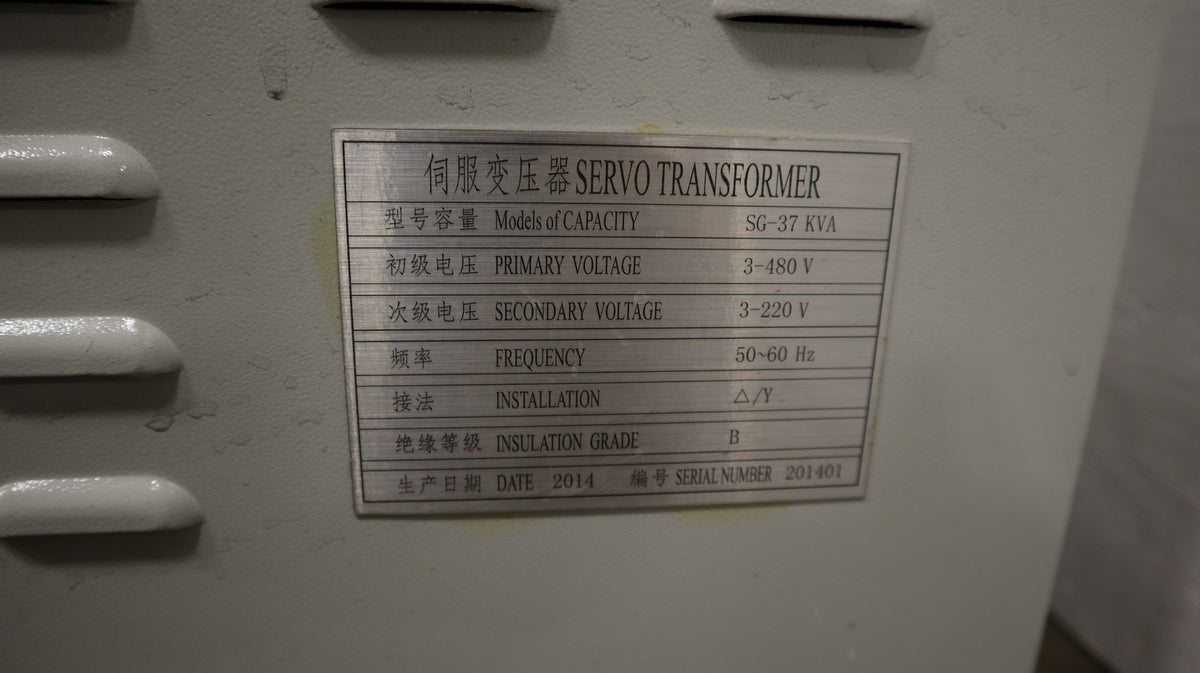 伺服变压器SERVO TRANSFORMER
型号容量 Models of CAPACITY SG-37 KVA
初级电压 PRIMARY VOLTAGE 3-480 V
次级电压 SECONDARY VOLTAGE 3-220 V
频率 FREQUENCY 50~60 Hz
接法 INSTALLATION △/Y
绝缘等级 INSULATION GRADE B
生产日期 DATE 2014 编号 SERIAL NUMBER 201401